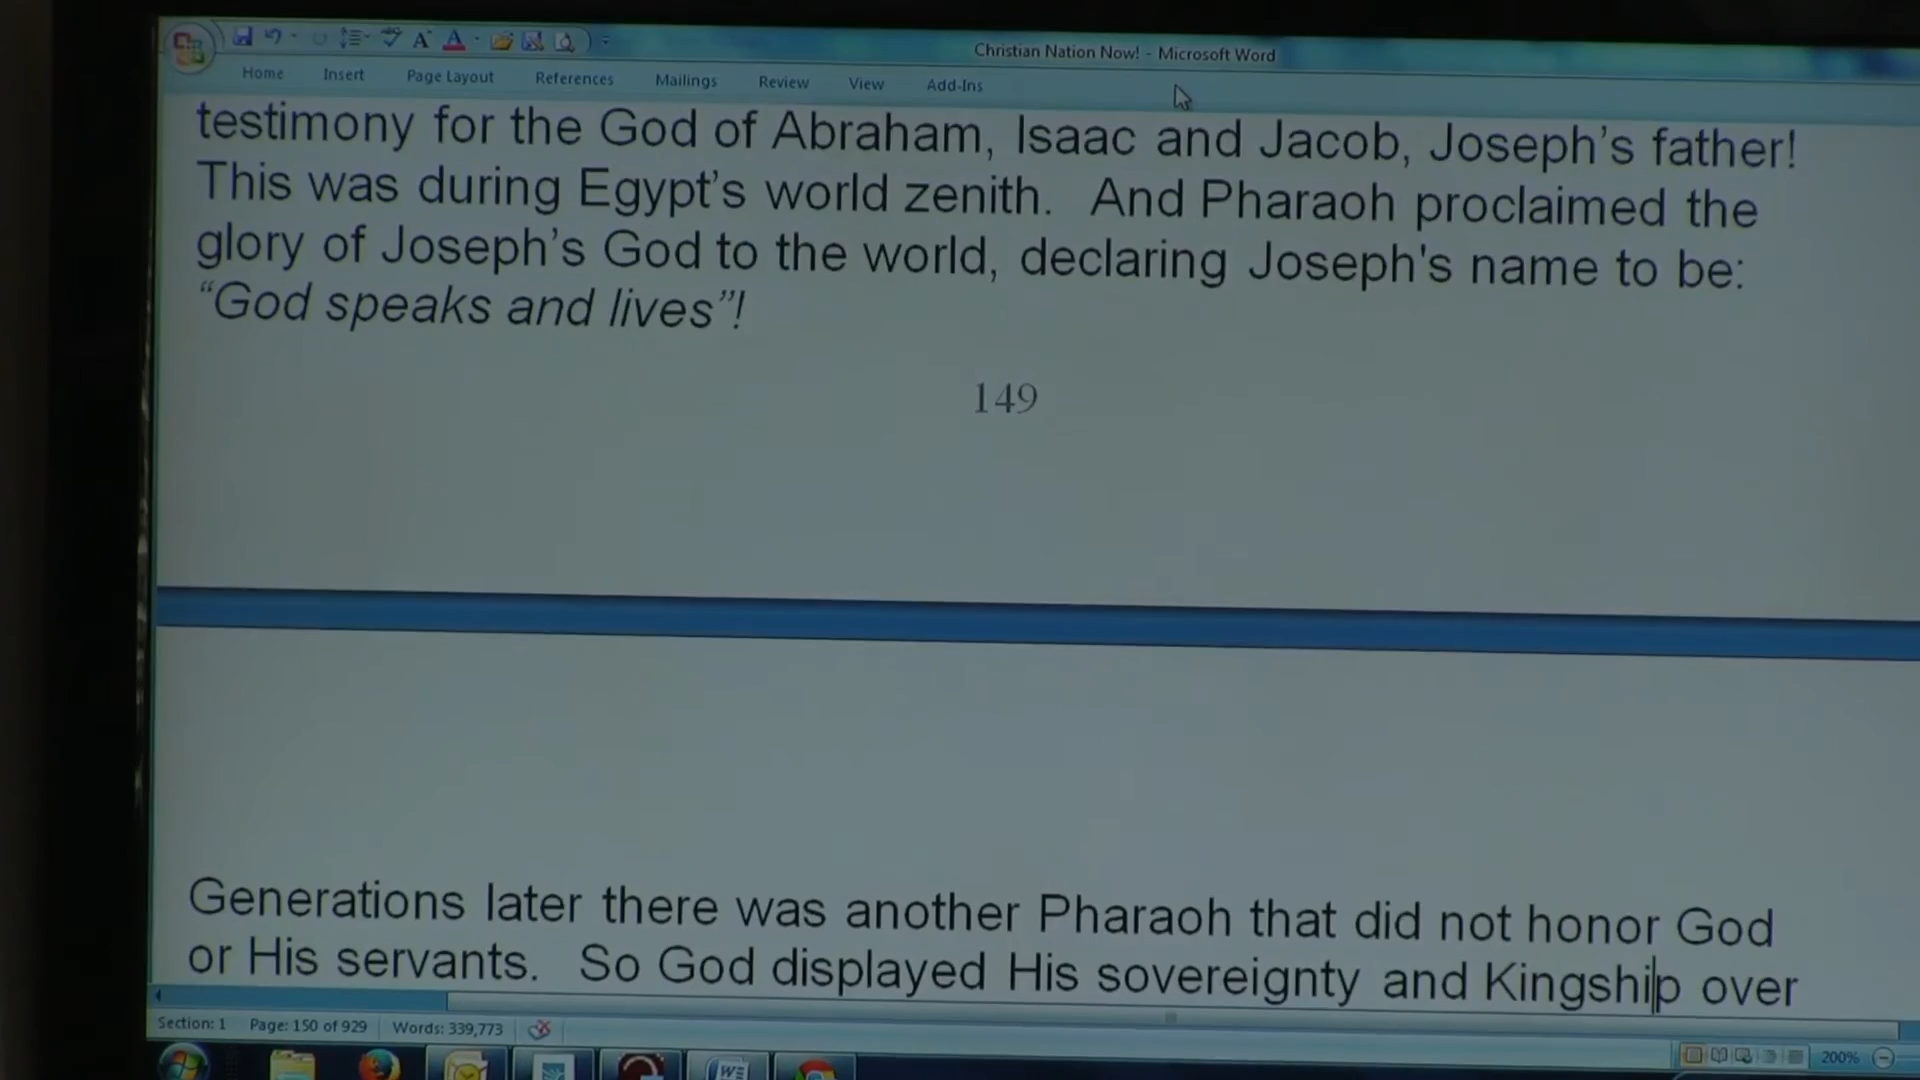 Christian Nation Now! - Microsoft Word
Home Insert Page Layout References Mailings Review View Add-Ins
testimony for the God of Abraham, Isaac and Jacob, Joseph’s father!
This was during Egypt’s world zenith. And Pharaoh proclaimed the
glory of Joseph’s God to the world, declaring Joseph's name to be:
“God speaks and lives”!
149
Generations later there was another Pharaoh that did not honor God
or His servants. So God displayed His sovereignty and Kingship over
Section: 1 Page: 150 of 929 Words: 339,773
200%